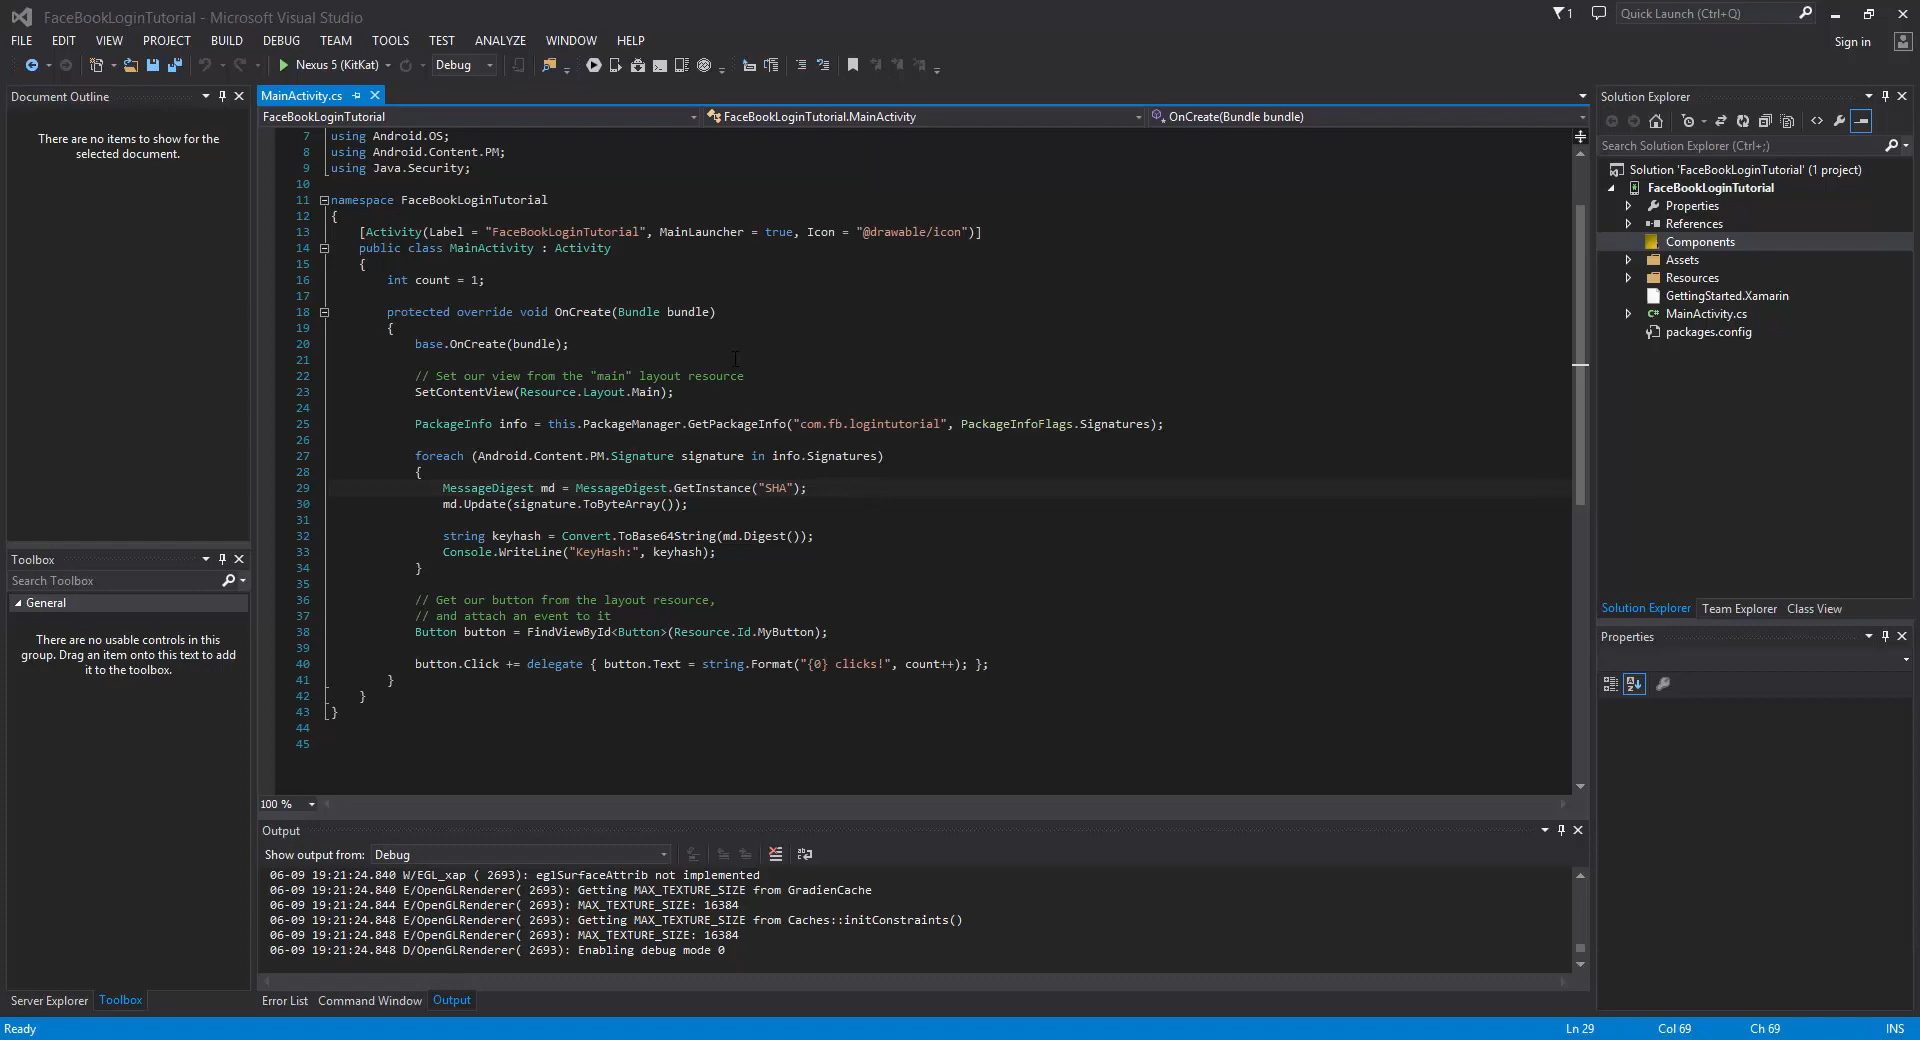 FaceBookLoginTutorial - Microsoft Visual Studio
1
Quick Launch (Ctrl+Q)
FILE EDIT VIEW PROJECT BUILD DEBUG TEAM TOOLS TEST ANALYZE WINDOW HELP
Sign in
Nexus 5 (KitKat)
Debug
Document Outline
There are no items to show for the
selected document.
Toolbox
Search Toolbox
General
There are no usable controls in this
group. Drag an item onto this text to add
it to the toolbox.
Server Explorer Toolbox
MainActivity.cs
FaceBookLoginTutorial
FaceBookLoginTutorial.MainActivity
OnCreate(Bundle bundle)
7 using Android.OS;
8 using Android.Content.PM;
9 using Java.Security;
10
11 namespace FaceBookLoginTutorial
12 {
13 [Activity(Label = "FaceBookLoginTutorial", MainLauncher = true, Icon = "@drawable/icon")]
14 public class MainActivity : Activity
15 {
16 int count = 1;
17
18 protected override void OnCreate(Bundle bundle)
19 {
20 base.OnCreate(bundle);
21
22 // Set our view from the "main" layout resource
23 SetContentView(Resource.Layout.Main);
24
25 PackageInfo info = this.PackageManager.GetPackageInfo("com.fb.logintutorial", PackageInfoFlags.Signatures);
26
27 foreach (Android.Content.PM.Signature signature in info.Signatures)
28 {
29 MessageDigest md = MessageDigest.GetInstance("SHA");
30 md.Update(signature.ToByteArray());
31
32 string keyhash = Convert.ToBase64String(md.Digest());
33 Console.WriteLine("KeyHash:", keyhash);
34 }
35
36 // Get our button from the layout resource,
37 // and attach an event to it
38 Button button = FindViewById<Button>(Resource.Id.MyButton);
39
40 button.Click += delegate { button.Text = string.Format("{0} clicks!", count++); };
41 }
42 }
43 }
44
45
100 %
Output
Show output from: Debug
06-09 19:21:24.840 W/EGL_xap ( 2693): eglSurfaceAttrib not implemented
06-09 19:21:24.840 E/OpenGLRenderer( 2693): Getting MAX_TEXTURE_SIZE from GradienCache
06-09 19:21:24.844 E/OpenGLRenderer( 2693): MAX_TEXTURE_SIZE: 16384
06-09 19:21:24.848 E/OpenGLRenderer( 2693): Getting MAX_TEXTURE_SIZE from Caches::initConstraints()
06-09 19:21:24.848 E/OpenGLRenderer( 2693): MAX_TEXTURE_SIZE: 16384
06-09 19:21:24.848 D/OpenGLRenderer( 2693): Enabling debug mode 0
Error List Command Window Output
Solution Explorer
Search Solution Explorer (Ctrl+;)
Solution 'FaceBookLoginTutorial' (1 project)
FaceBookLoginTutorial
Properties
References
Components
Assets
Resources
GettingStarted.Xamarin
C# MainActivity.cs
packages.config
Solution Explorer Team Explorer Class View
Properties
Ready
Ln 29 Col 69 Ch 69 INS